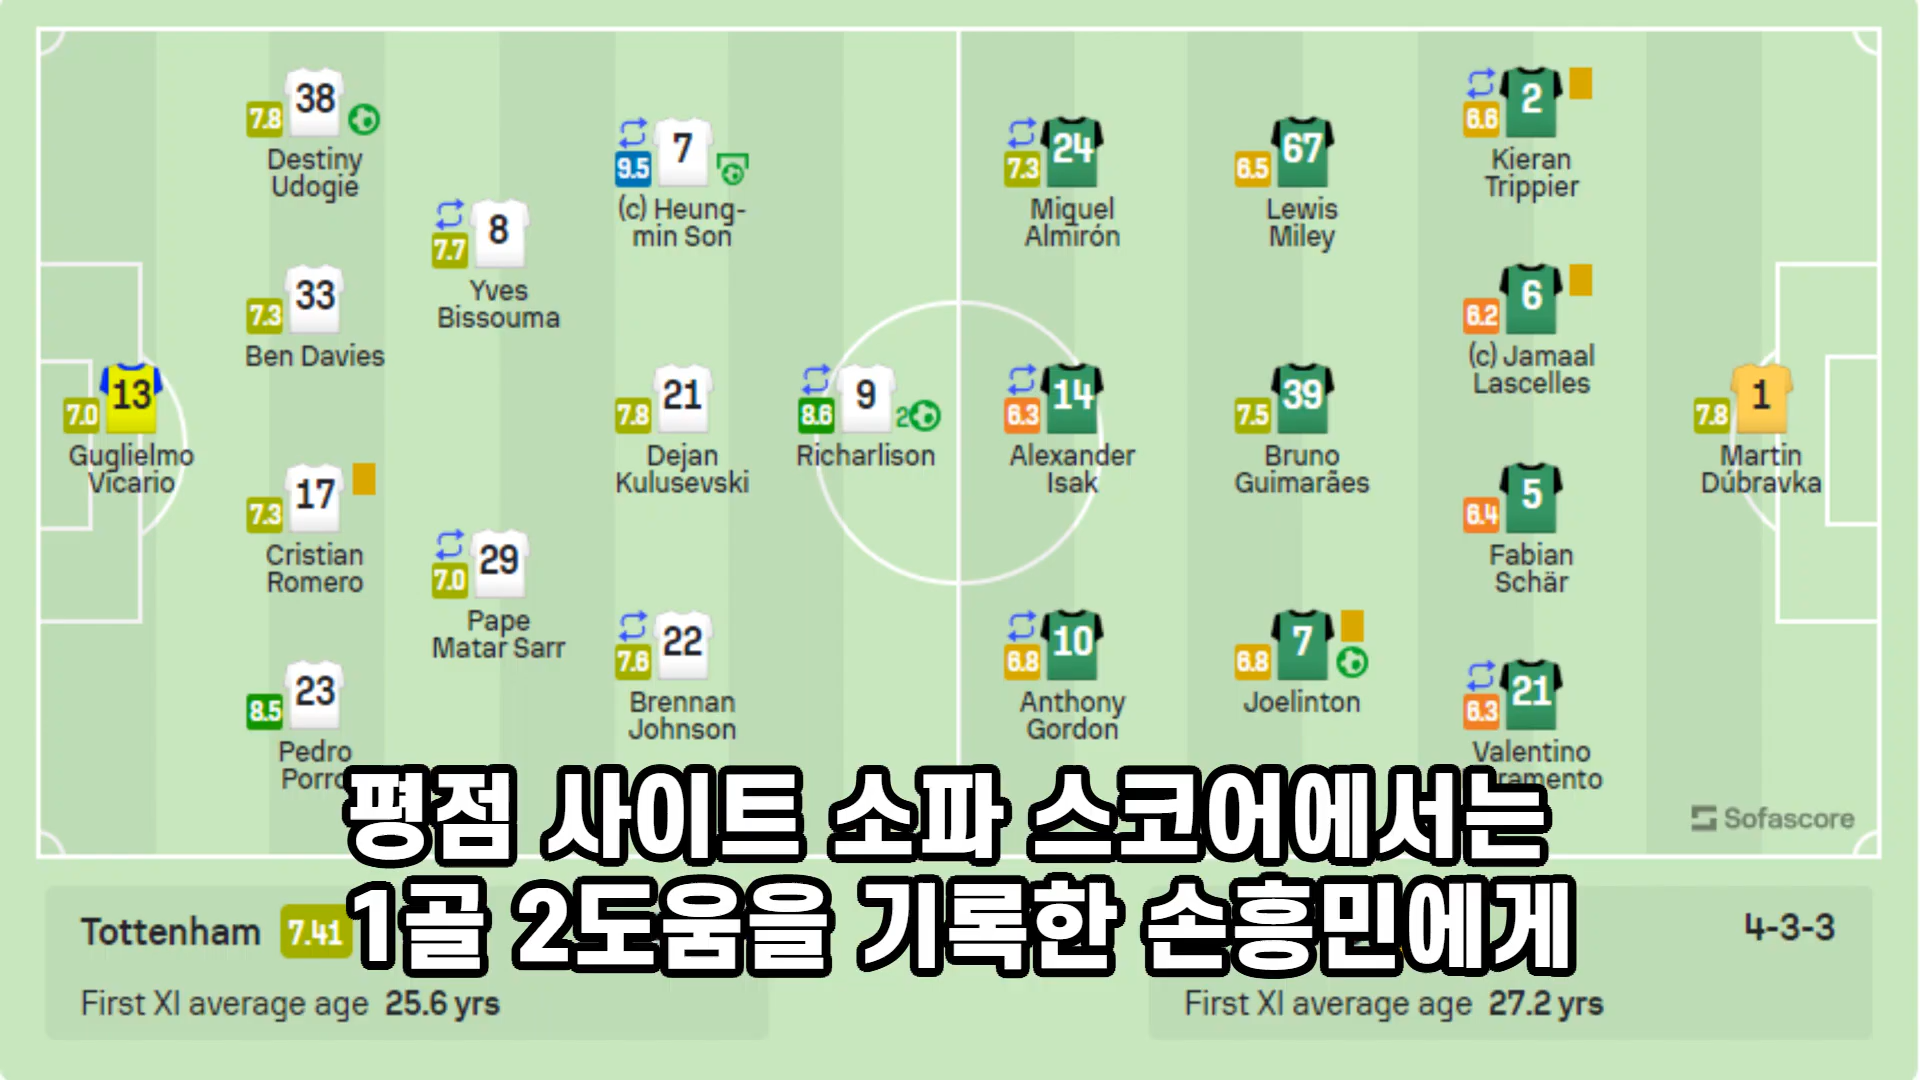 38
7.8
Destiny
Udogie
33
7.3
Ben Davies
13
7.0
Guglielmo
Vicario
17
7.3
Cristian
Romero
23
8.5
Pedro
Porro
8
7.7
Yves
Bissouma
29
7.0
Pape
Matar Sarr
7
9.5
(c) Heung-
min Son
21
7.8
Dejan
Kulusevski
22
7.6
Brennan
Johnson
9
8.6
2
Richarlison
24
7.3
Miguel
Almirón
14
6.3
Alexander
Isak
10
6.8
Anthony
Gordon
67
6.5
Lewis
Miley
39
7.5
Bruno
Guimarães
7
6.8
Joelinton
2
6.6
Kieran
Trippier
6
6.2
(c) Jamaal
Lascelles
5
6.4
Fabian
Schär
21
6.3
Valentino
1
7.8
Martin
Dúbravka
Sofascore
평점 사이트 소파 스코어에서는
1골 2도움을 기록한 손흥민에게
Tottenham 7.41
4-3-3
First XI average age 25.6 yrs
First XI average age 27.2 yrs